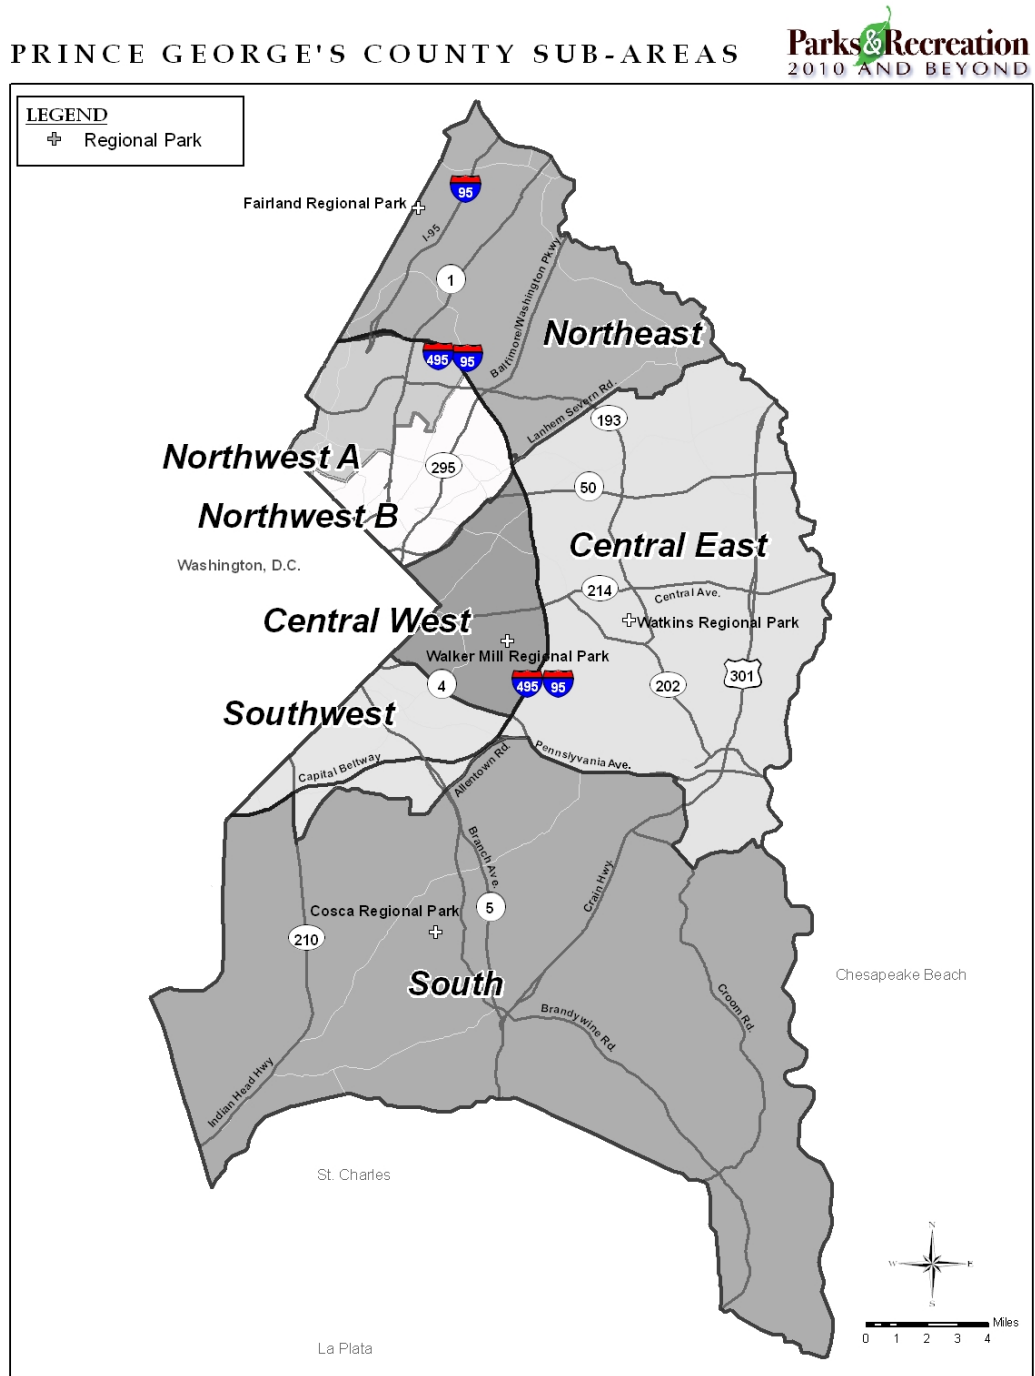 PRINCE GEORGE'S COUNTY SUB-AREAS
Parks&Recreation
2010 AND BEYOND
LEGEND
Regional Park
95
Fairland Regional Park
I-95
1
Baltimore/Washington Pkwy
Northeast
495
95
Lanhem Severn Rd.
193
Northwest A
295
50
Northwest B
Central East
Washington, D.C.
214
Central Ave.
Central West
Watkins Regional Park
Walker Mill Regional Park
4
495
95
202
301
Southwest
Capital Beltway
Allentown Rd.
Pennslyvania Ave.
Branch Ave.
Crain Hwy.
Cosca Regional Park
5
210
Chesapeake Beach
South
Croom Rd.
Brandywine Rd.
Indian Head Hwy
St. Charles
N
W
E
S
Miles
0 1 2 3 4
La Plata